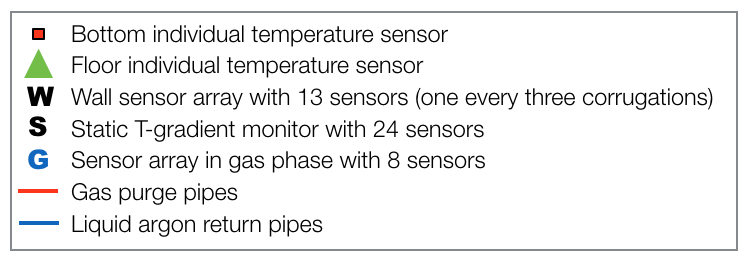 Bottom individual temperature sensor
Floor individual temperature sensor
W Wall sensor array with 13 sensors (one every three corrugations)
S Static T-gradient monitor with 24 sensors
G Sensor array in gas phase with 8 sensors
Gas purge pipes
Liquid argon return pipes